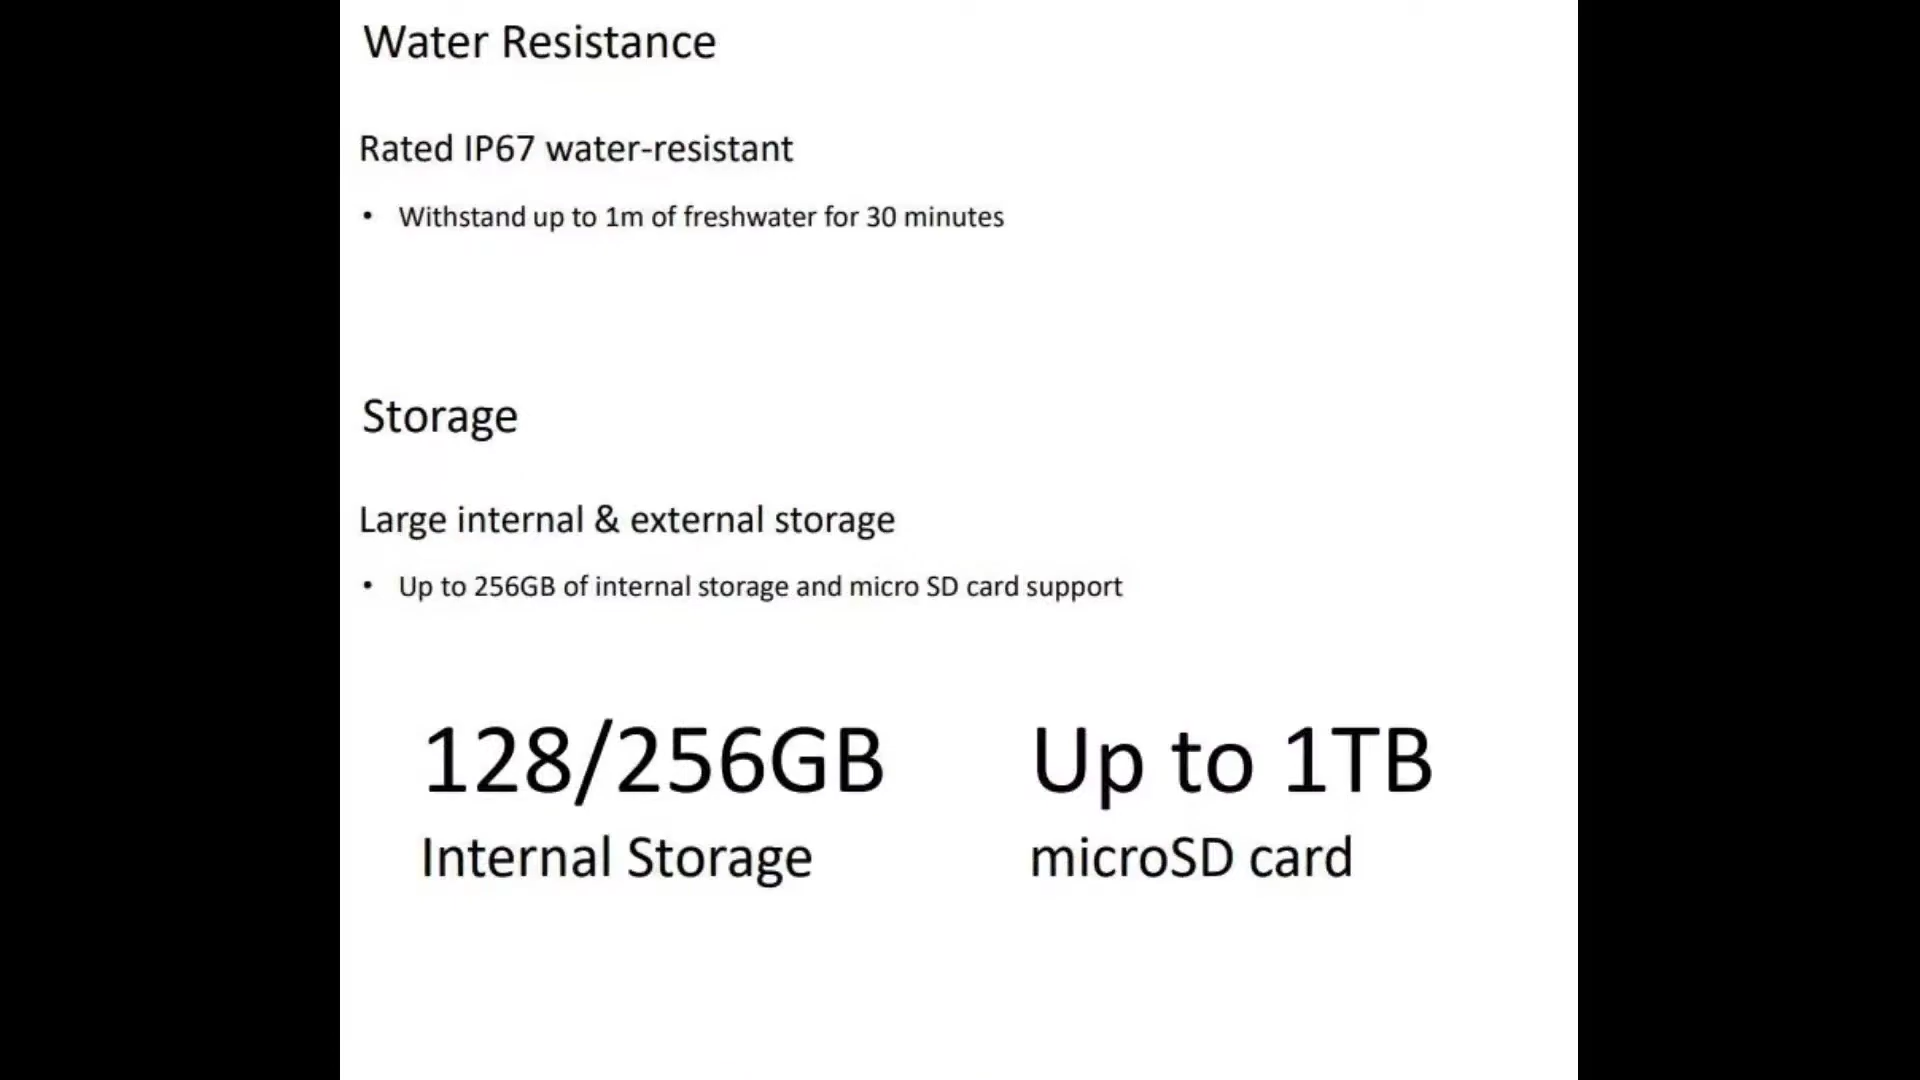 Water Resistance
Rated IP67 water-resistant
• Withstand up to 1m of freshwater for 30 minutes
Storage
Large internal & external storage
• Up to 256GB of internal storage and micro SD card support
128/256GB
Internal Storage
Up to 1TB
microSD card